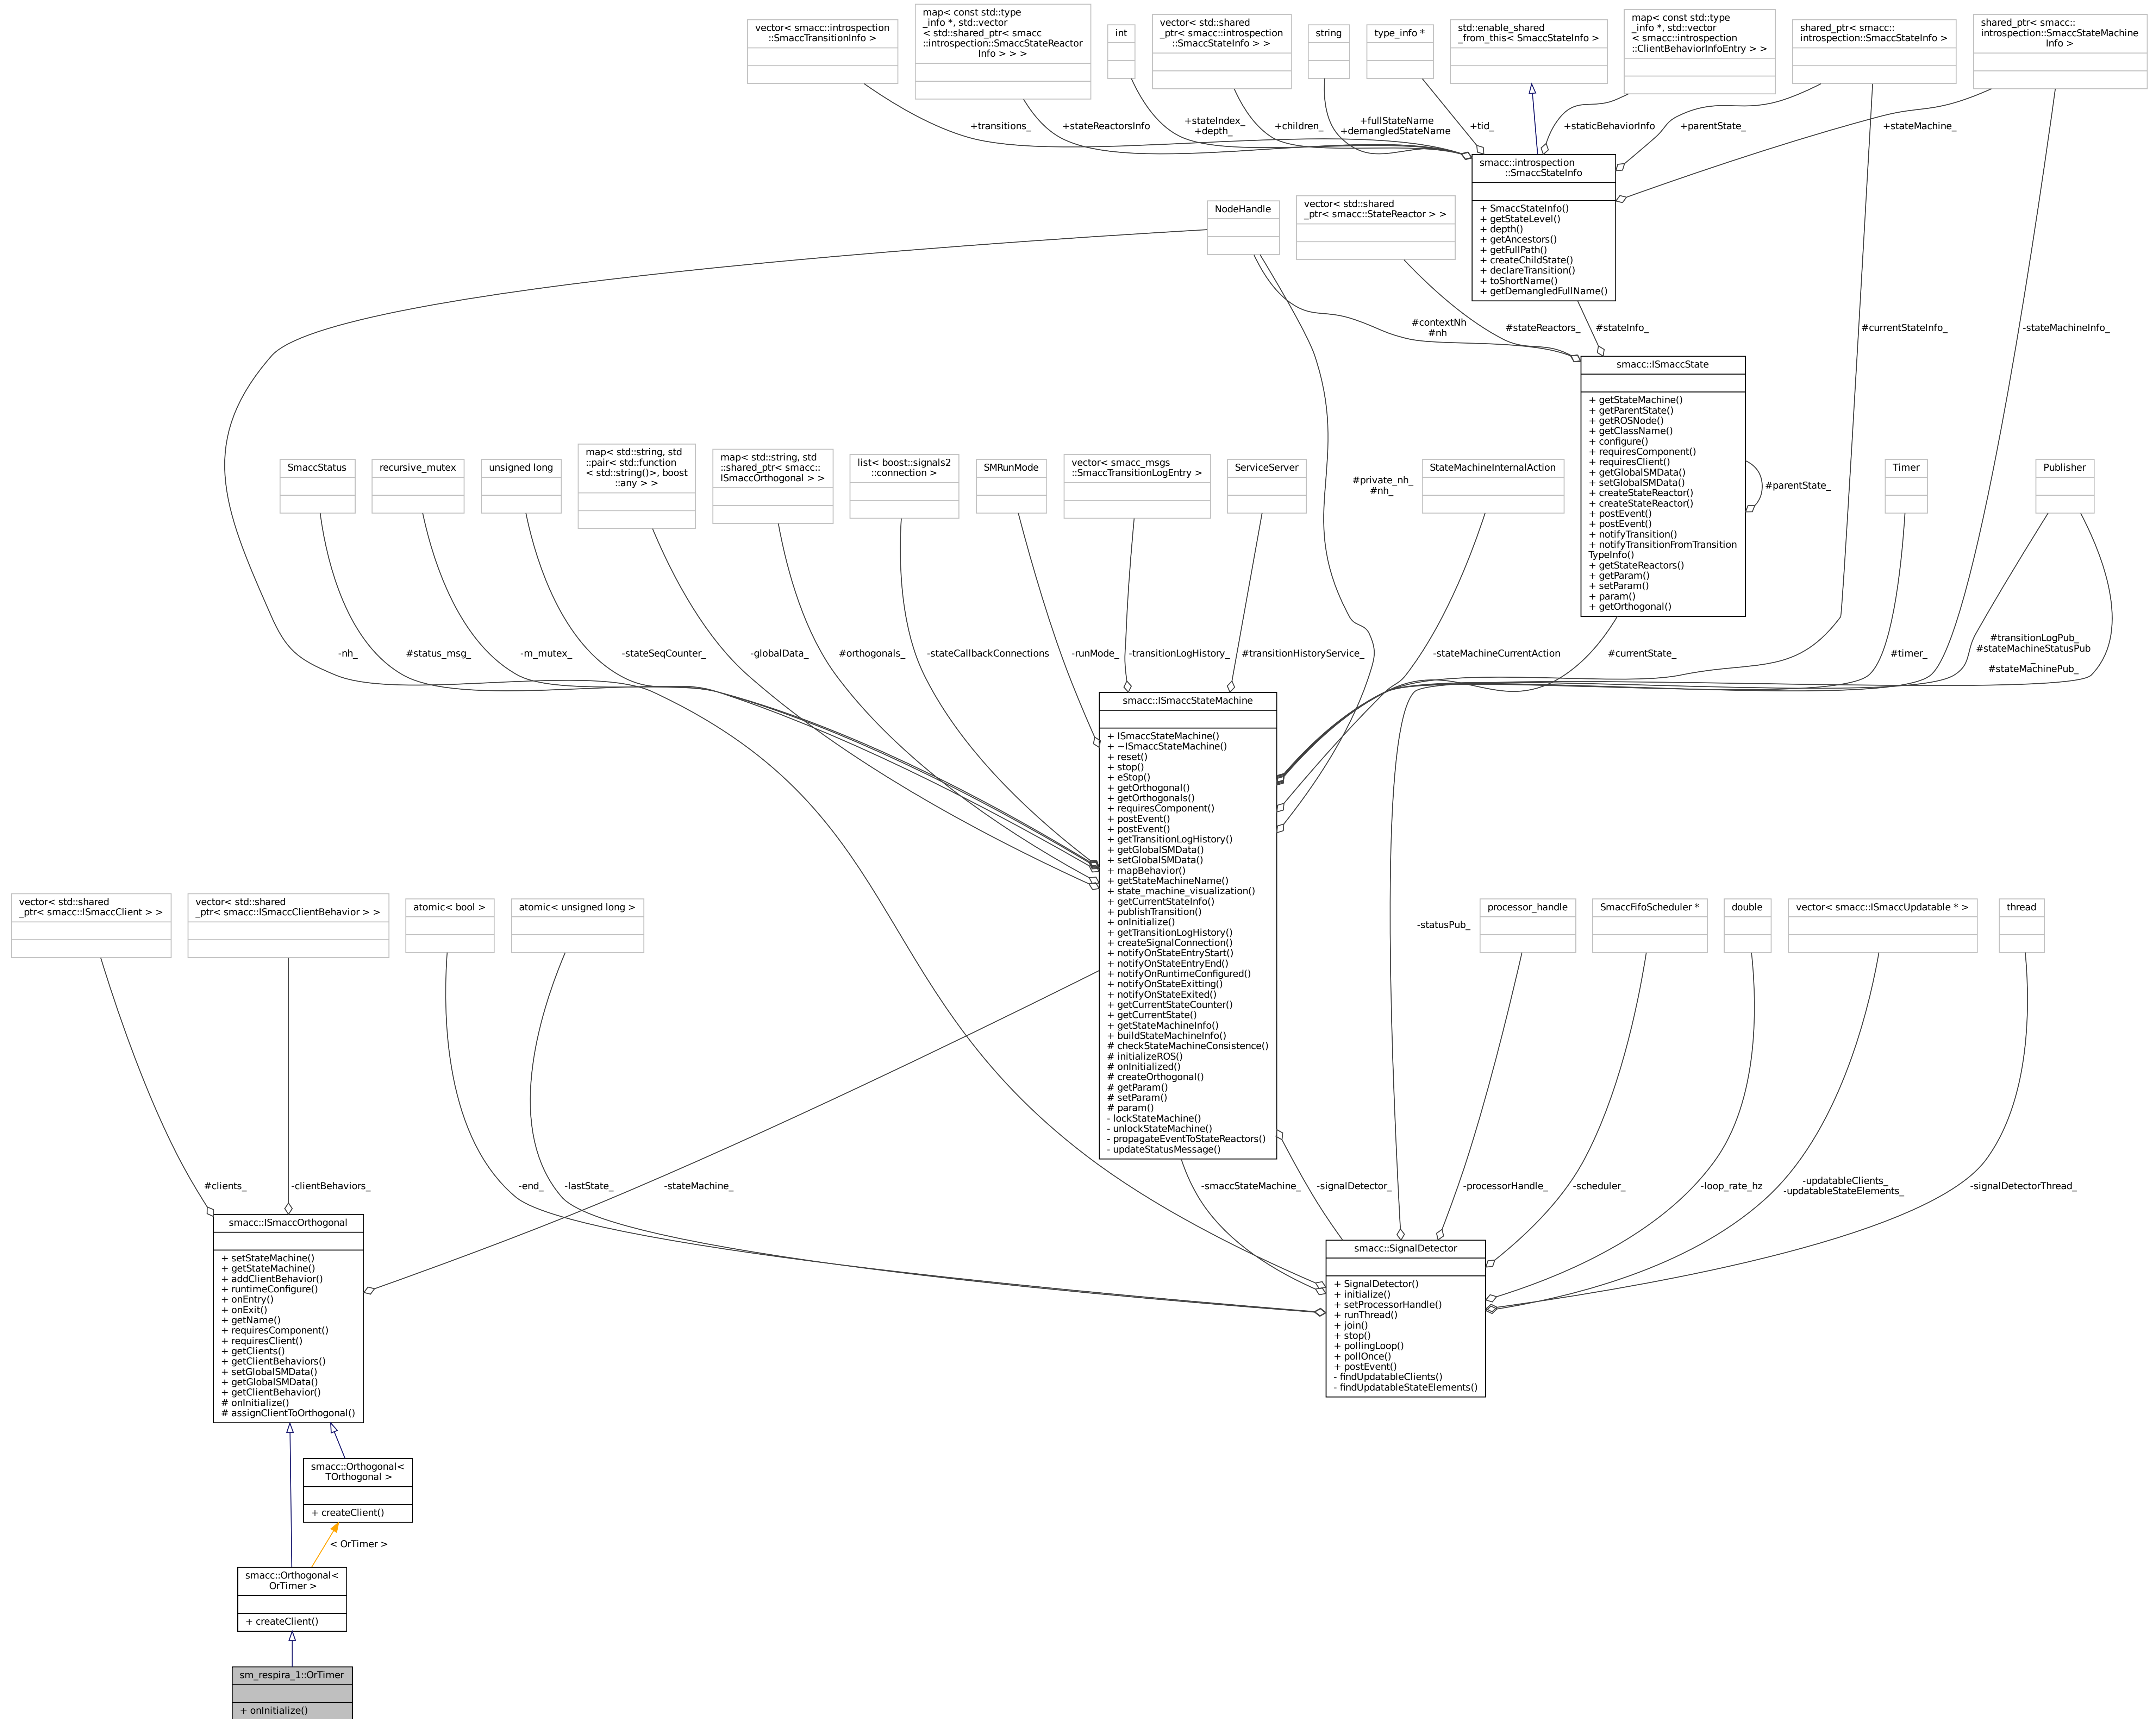 vector< smacc::introspection
::SmaccTransitionInfo >
map< const std::type
_info *, std::vector
< std::shared_ptr< smacc
::introspection::SmaccStateReactor
Info > > >
int
vector< std::shared
_ptr< smacc::introspection
::SmaccStateInfo > >
string
type_info *
std::enable_shared
_from_this< SmaccStateInfo >
map< const std::type
_info *, std::vector
< smacc::introspection
::ClientBehaviorInfoEntry > >
shared_ptr< smacc::
introspection::SmaccStateInfo >
shared_ptr< smacc::
introspection::SmaccStateMachine
Info >
+transitions_
+stateReactorsInfo
+stateIndex_
+depth_
+children_
+fullStateName
+demangledStateName
+tid_
+staticBehaviorInfo
+parentState_
+stateMachine_
smacc::introspection
::SmaccStateInfo
+ SmaccStateInfo()
+ getStateLevel()
+ depth()
+ getAncestors()
+ getFullPath()
+ createChildState()
+ declareTransition()
+ toShortName()
+ getDemangledFullName()
NodeHandle
vector< std::shared
_ptr< smacc::StateReactor > >
#contextNh
#nh
#stateReactors_
#stateInfo_
#currentStateInfo_
-stateMachineInfo_
smacc::ISmaccState
+ getStateMachine()
+ getParentState()
+ getROSNode()
+ getClassName()
+ configure()
+ requiresComponent()
+ requiresClient()
+ getGlobalSMData()
+ setGlobalSMData()
+ createStateReactor()
+ createStateReactor()
+ postEvent()
+ postEvent()
+ notifyTransition()
+ notifyTransitionFromTransition
TypeInfo()
+ getStateReactors()
+ getParam()
+ setParam()
+ param()
+ getOrthogonal()
#parentState_
SmaccStatus
recursive_mutex
unsigned long
map< std::string, std
::pair< std::function
< std::string()>, boost
::any > >
map< std::string, std
::shared_ptr< smacc::
ISmaccOrthogonal > >
list< boost::signals2
::connection >
SMRunMode
vector< smacc_msgs
::SmaccTransitionLogEntry >
ServiceServer
#private_nh_
#nh_
StateMachineInternalAction
Timer
Publisher
-nh_
#status_msg_
-m_mutex_
-stateSeqCounter_
-globalData_
#orthogonals_
-stateCallbackConnections
-runMode_
-transitionLogHistory_
#transitionHistoryService_
-stateMachineCurrentAction
#currentState_
#timer_
#transitionLogPub_
#stateMachineStatusPub
_
#stateMachinePub_
smacc::ISmaccStateMachine
+ ISmaccStateMachine()
+ ~ISmaccStateMachine()
+ reset()
+ stop()
+ eStop()
+ getOrthogonal()
+ getOrthogonals()
+ requiresComponent()
+ postEvent()
+ postEvent()
+ getTransitionLogHistory()
+ getGlobalSMData()
+ setGlobalSMData()
+ mapBehavior()
+ getStateMachineName()
+ state_machine_visualization()
+ getCurrentStateInfo()
+ publishTransition()
+ onInitialize()
+ getTransitionLogHistory()
+ createSignalConnection()
+ notifyOnStateEntryStart()
+ notifyOnStateEntryEnd()
+ notifyOnRuntimeConfigured()
+ notifyOnStateExitting()
+ notifyOnStateExited()
+ getCurrentStateCounter()
+ getCurrentState()
+ getStateMachineInfo()
+ buildStateMachineInfo()
# checkStateMachineConsistence()
# initializeROS()
# onInitialized()
# createOrthogonal()
# getParam()
# setParam()
# param()
- lockStateMachine()
- unlockStateMachine()
- propagateEventToStateReactors()
- updateStatusMessage()
vector< std::shared
_ptr< smacc::ISmaccClient > >
vector< std::shared
_ptr< smacc::ISmaccClientBehavior > >
atomic< bool >
atomic< unsigned long >
-statusPub_
processor_handle
SmaccFifoScheduler *
double
vector< smacc::ISmaccUpdatable * >
thread
#clients_
-clientBehaviors_
-end_
-lastState_
-stateMachine_
-smaccStateMachine_
-signalDetector_
-processorHandle_
-scheduler_
-loop_rate_hz
-updatableClients_
-updatableStateElements_
-signalDetectorThread_
smacc::ISmaccOrthogonal
+ setStateMachine()
+ getStateMachine()
+ addClientBehavior()
+ runtimeConfigure()
+ onEntry()
+ onExit()
+ getName()
+ requiresComponent()
+ requiresClient()
+ getClients()
+ getClientBehaviors()
+ setGlobalSMData()
+ getGlobalSMData()
+ getClientBehavior()
# onInitialize()
# assignClientToOrthogonal()
smacc::SignalDetector
+ SignalDetector()
+ initialize()
+ setProcessorHandle()
+ runThread()
+ join()
+ stop()
+ pollingLoop()
+ pollOnce()
+ postEvent()
- findUpdatableClients()
- findUpdatableStateElements()
smacc::Orthogonal<
TOrthogonal >
+ createClient()
< OrTimer >
smacc::Orthogonal<
OrTimer >
+ createClient()
sm_respira_1::OrTimer
+ onInitialize()